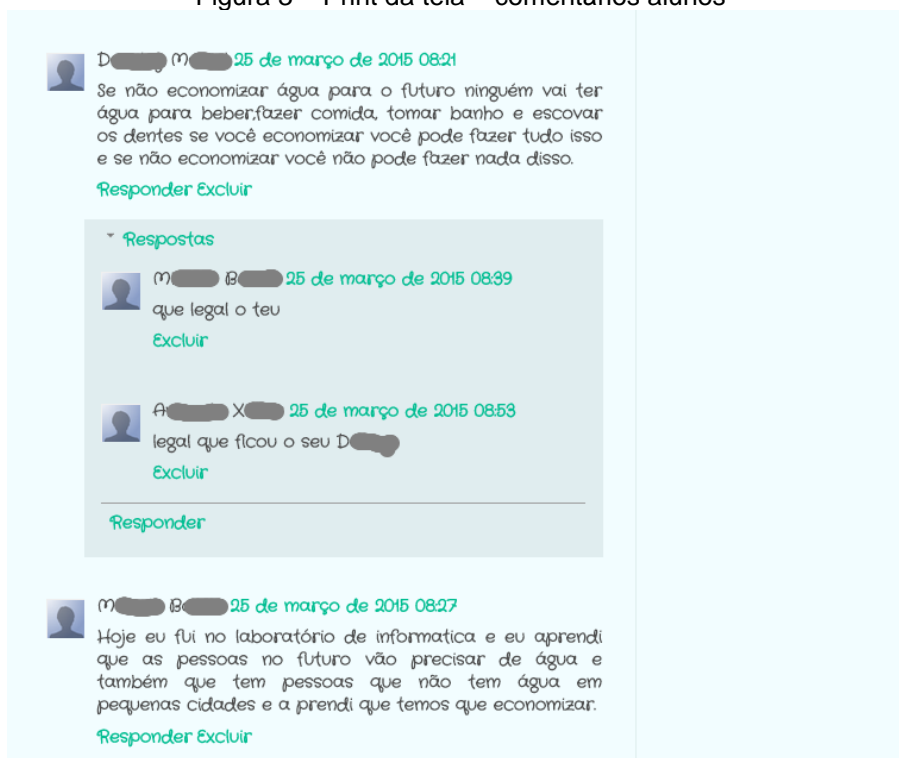 Figura 8 – Print da tela – comentários alunos
D M 25 de março de 2015 08:21
Se não economizar água para o futuro ninguém vai ter
água para beber,fazer comida, tomar banho e escovar
os dentes se você economizar você pode fazer tudo isso
e se não economizar você não pode fazer nada disso.
Responder Excluir
Respostas
M B 25 de março de 2015 08:39
que legal o teu
Excluir
A X 25 de março de 2015 08:53
legal que ficou o seu D
Excluir
Responder
M B 25 de março de 2015 08:27
Hoje eu fui no laboratório de informatica e eu aprendi
que as pessoas no futuro vão precisar de água e
também que tem pessoas que não tem água em
pequenas cidades e a prendi que temos que economizar.
Responder Excluir